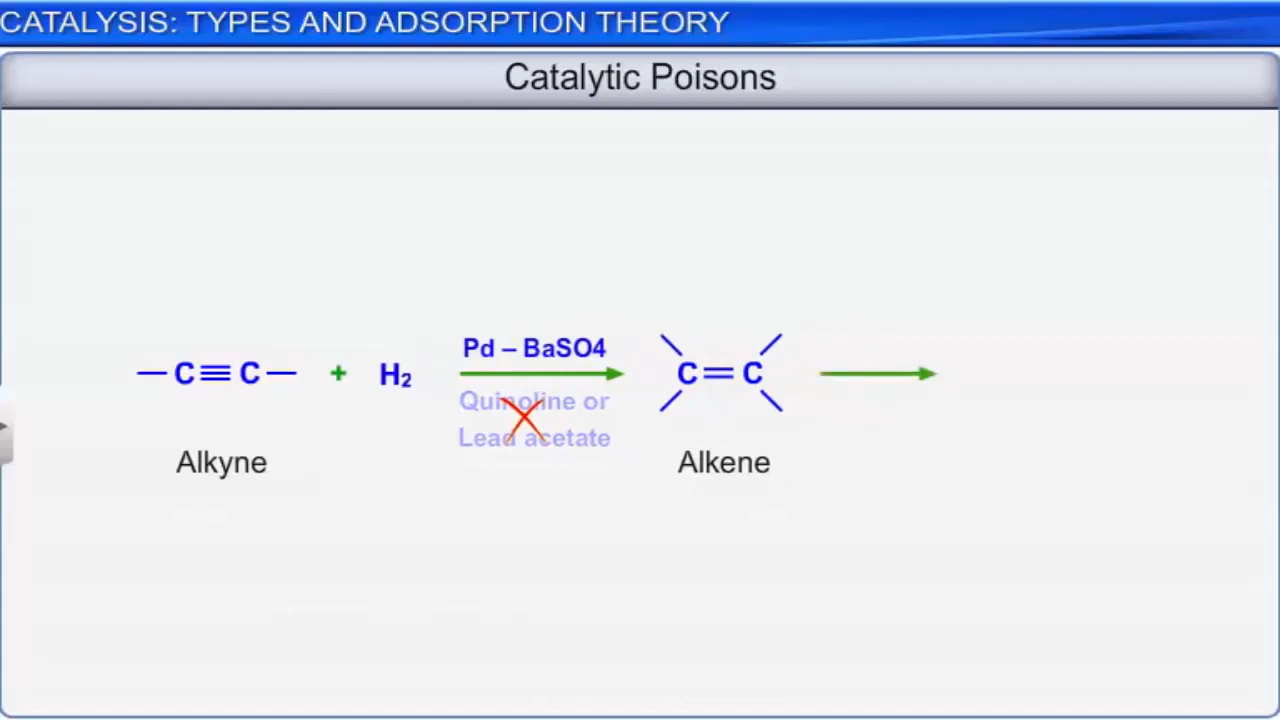 CATALYSIS: TYPES AND ADSORPTION THEORY
Catalytic Poisons
Pd – BaSO4
— C ≡ C — + H₂ C = C
Quinoline or
Lead acetate
Alkyne Alkene